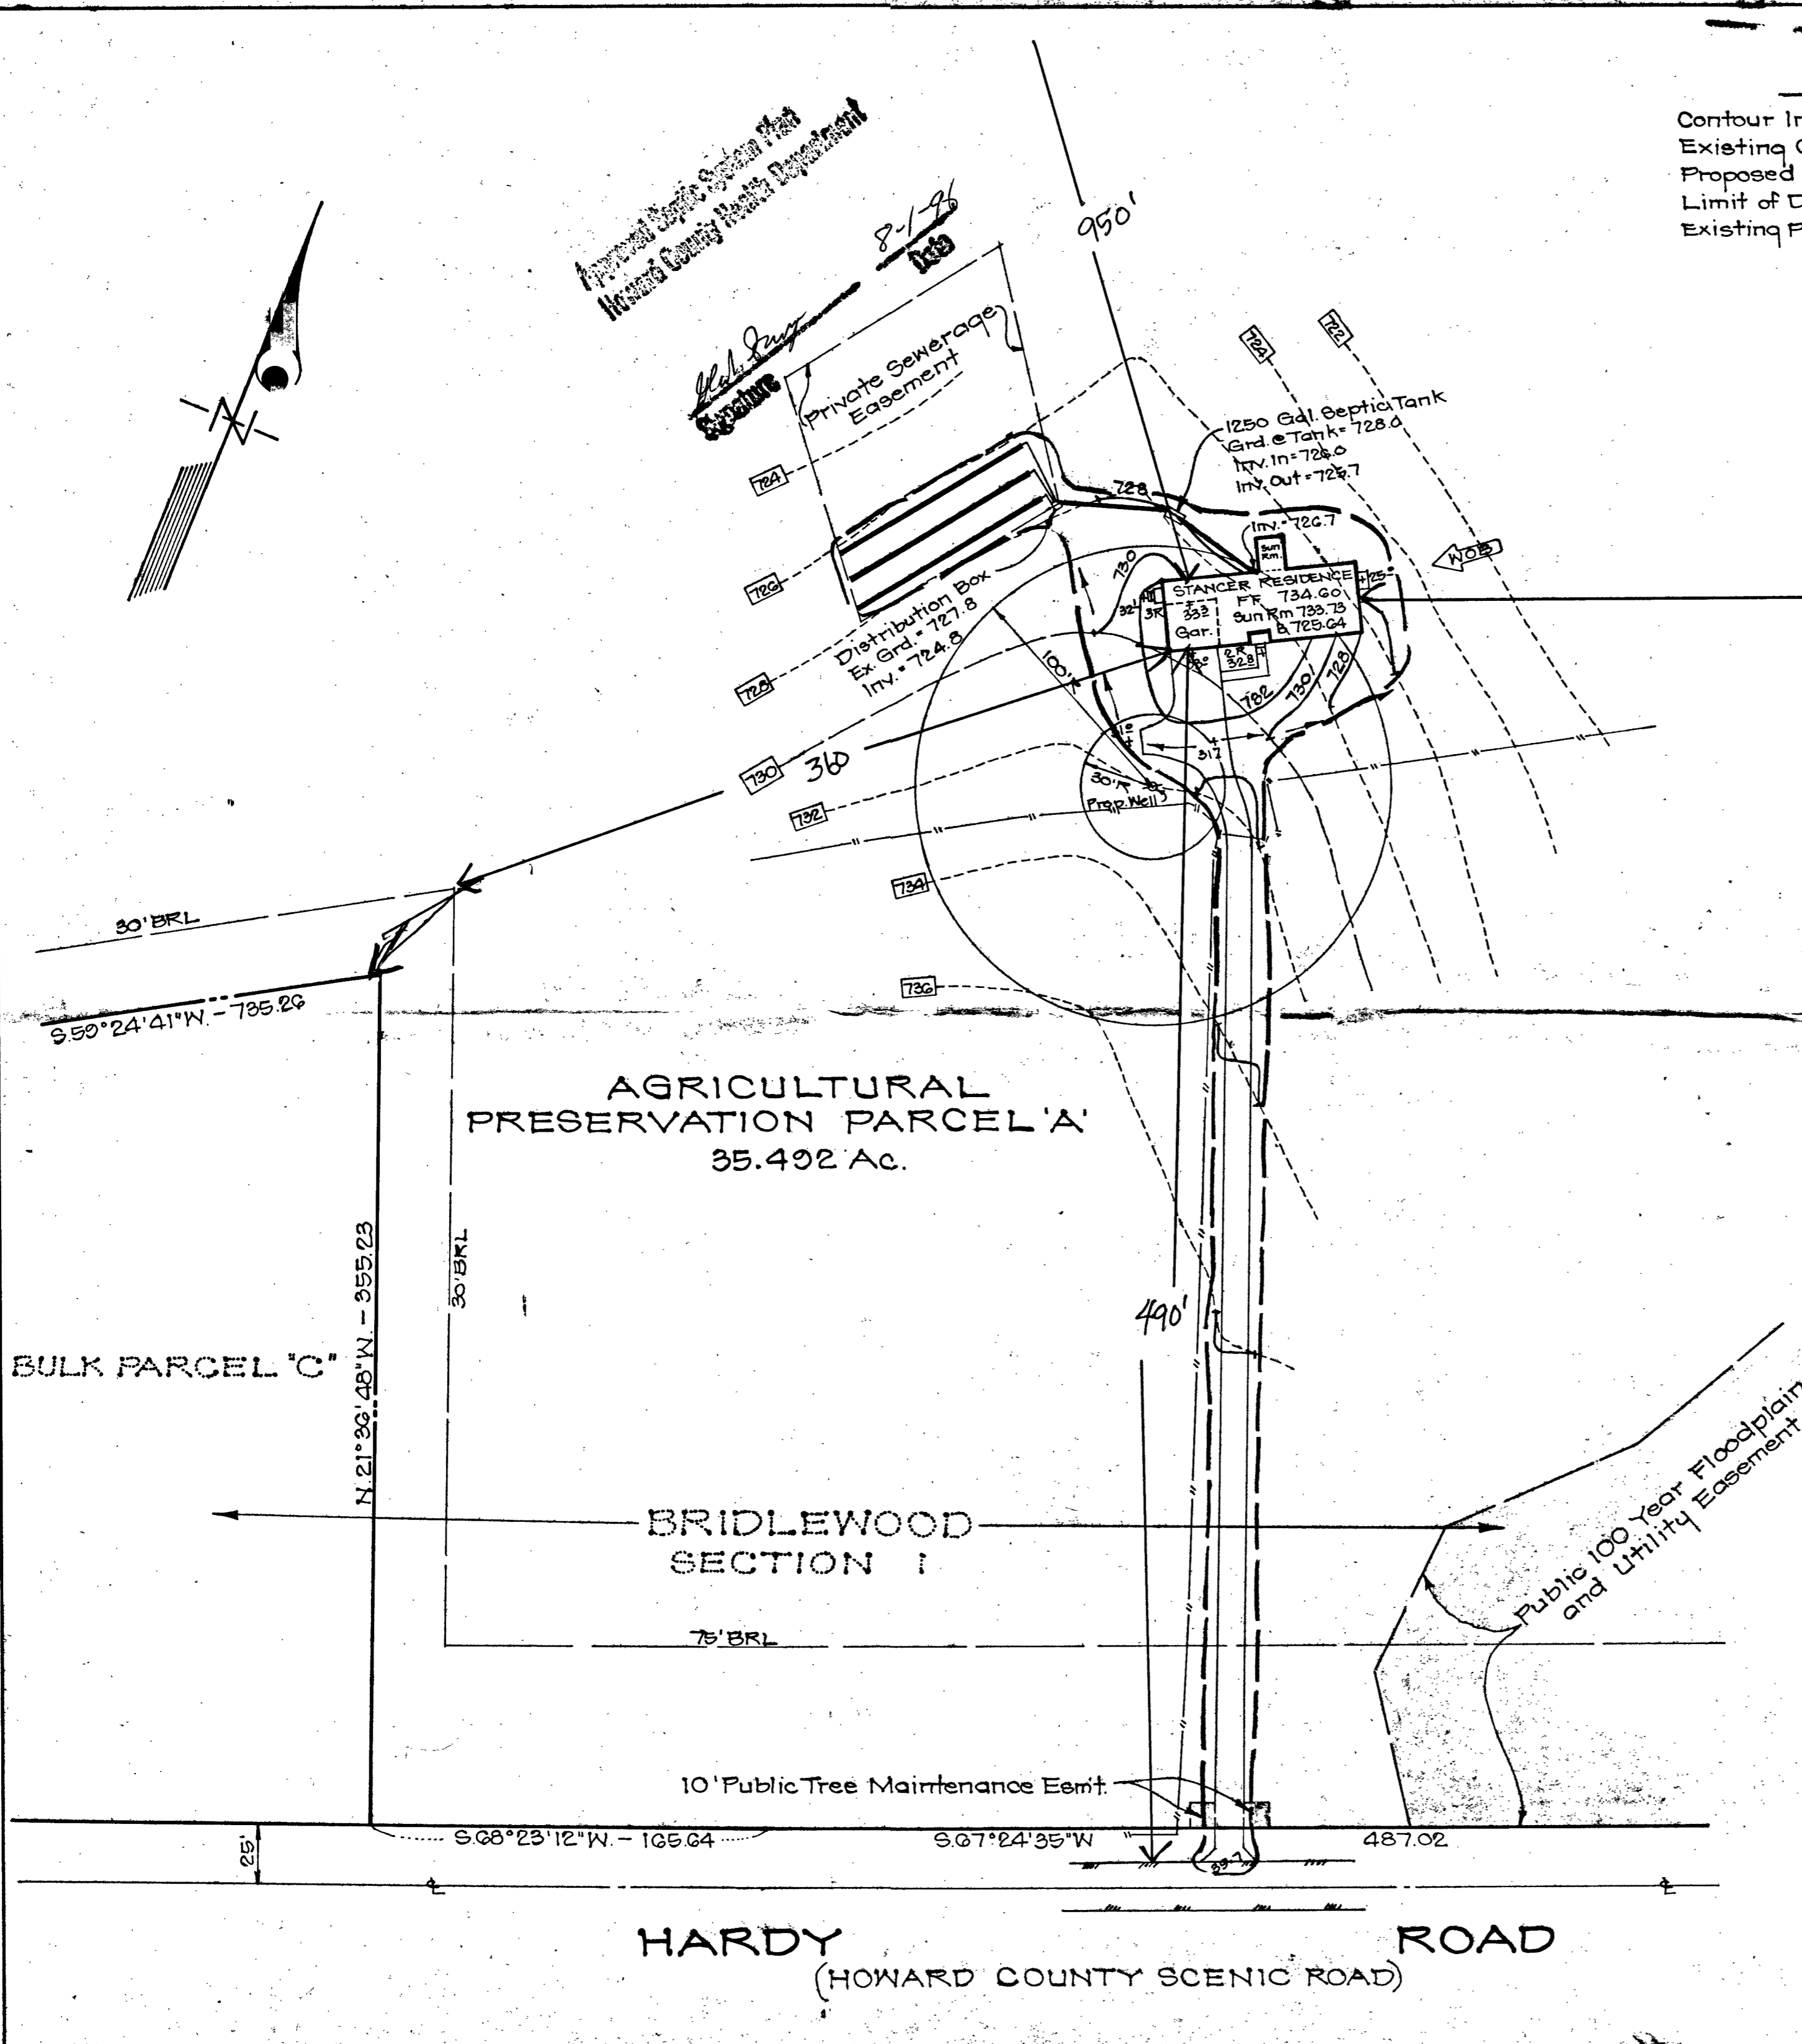 Contour In
Existing C
Proposed
Limit of D
Existing F
Approved Septic System Plan
Howard County Health Department
8-1-96
Date
Signature
950'
N
Private Sewerage
Easement
724
722
1250 Gal. Septic Tank
Grd. @ Tank = 728.0
Inv. In = 726.0
Inv. Out = 725.7
724
728
Inv. = 726.7
Sun
Rm.
WOB
726
730
STANCER RESIDENCE
FF 734.60
Sun Rm 733.73
B 725.64
Gar.
3R
Distribution Box
Ex. Grd. = 727.8
Inv. = 724.8
728
100'R
2R
732
730
728
730
360
317
30'R
Prop. Well
732
734
736
30' BRL
S.59°24'41"W. - 735.26
AGRICULTURAL
PRESERVATION PARCEL 'A'
35.492 Ac.
N.21°36'48"W. - 355.23
30' BRL
490'
BULK PARCEL "C"
BRIDLEWOOD
SECTION 1
Public 100 Year Floodplain
and Utility Easement
75' BRL
10' Public Tree Maintenance Esm't.
S.68°23'12"W. - 165.64
S.67°24'35"W
487.02
25'
39.7
HARDY ROAD
(HOWARD COUNTY SCENIC ROAD)